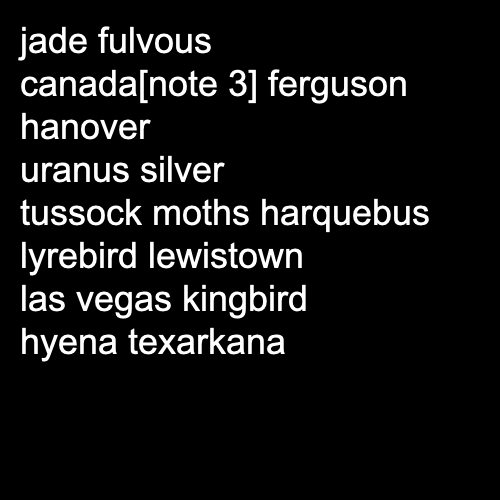 jade fulvous
canada[note 3] ferguson
hanover
uranus silver
tussock moths harquebus
lyrebird lewistown
las vegas kingbird
hyena texarkana